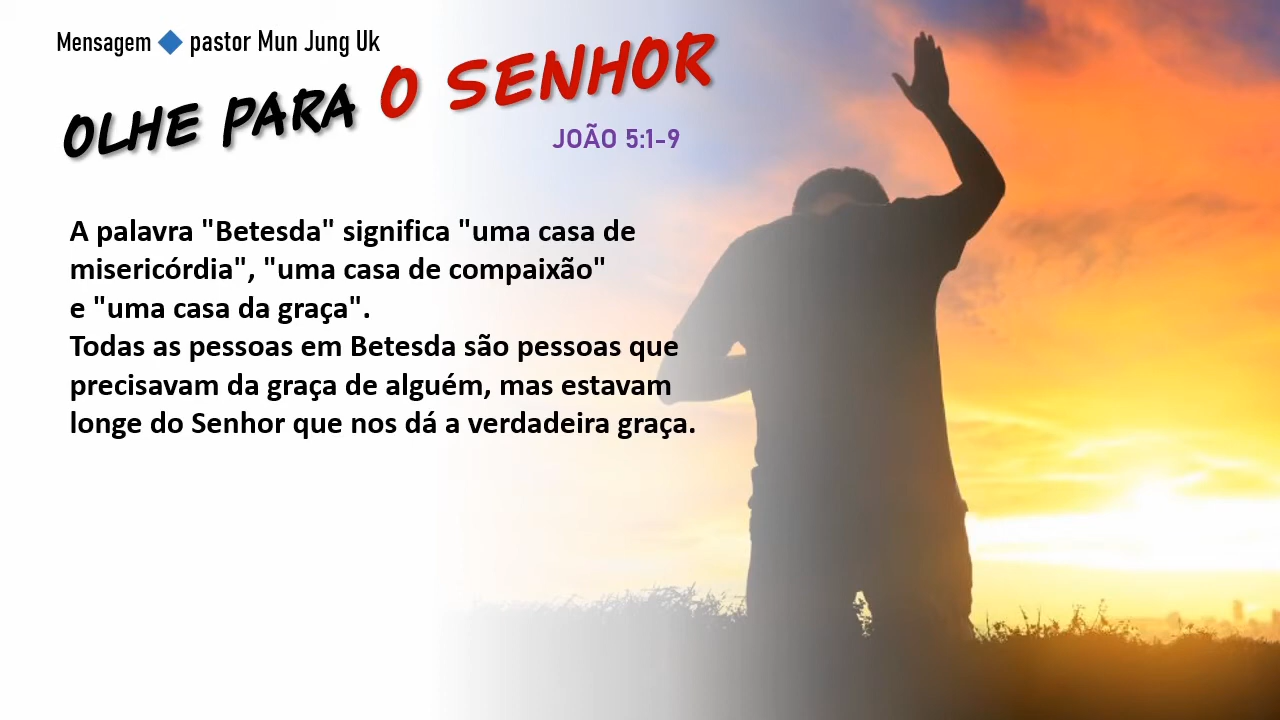 Mensagem 🔷 pastor Mun Jung Uk
OLHE PARA O SENHOR
JOÃO 5:1-9
A palavra "Betesda" significa "uma casa de
misericórdia", "uma casa de compaixão"
e "uma casa da graça".
Todas as pessoas em Betesda são pessoas que
precisavam da graça de alguém, mas estavam
longe do Senhor que nos dá a verdadeira graça.